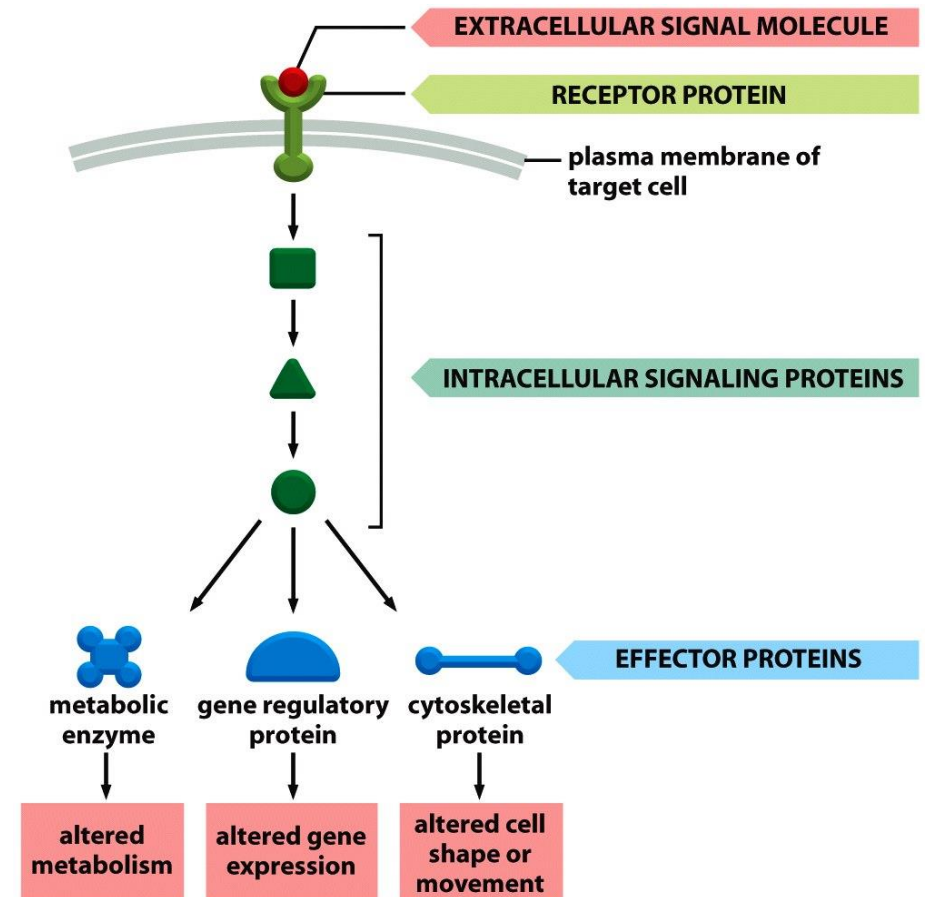 EXTRACELLULAR SIGNAL MOLECULE
RECEPTOR PROTEIN
plasma membrane of
target cell
INTRACELLULAR SIGNALING PROTEINS
EFFECTOR PROTEINS
metabolic
enzyme
gene regulatory
protein
cytoskeletal
protein
altered
metabolism
altered gene
expression
altered cell
shape or
movement